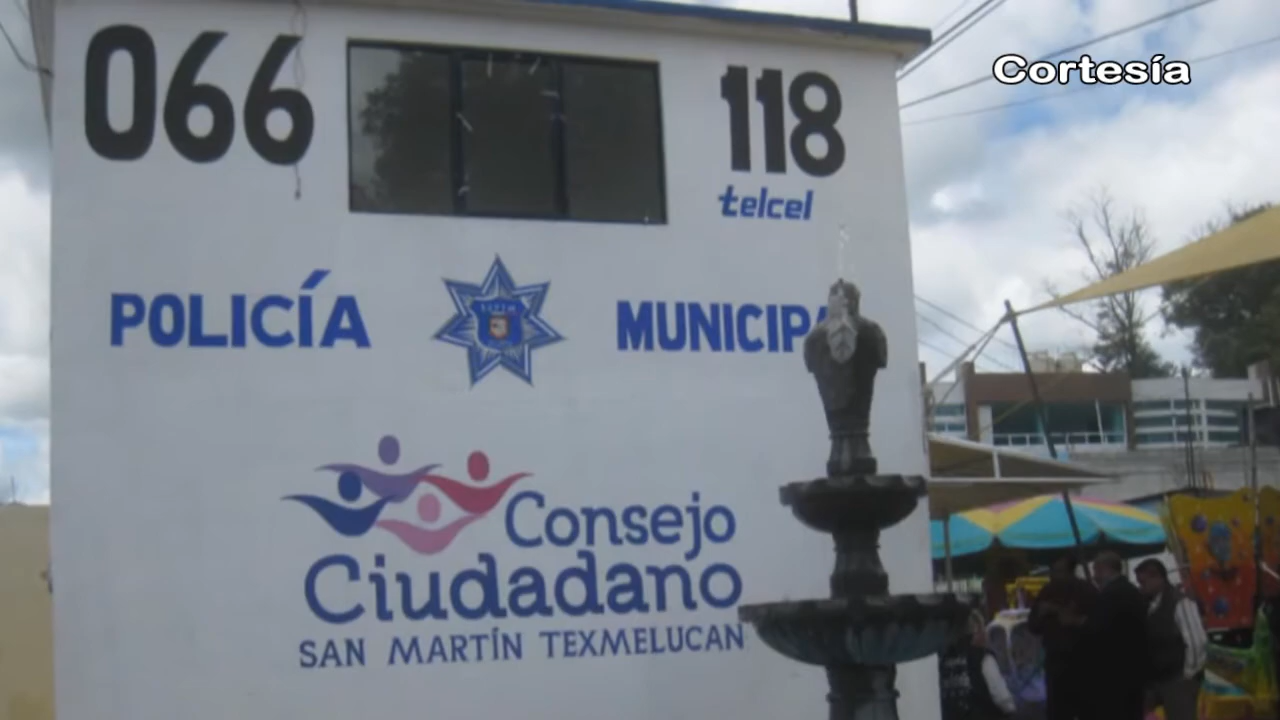 Cortesía
066
118
telcel
POLICÍA MUNICIPA
Consejo
Ciudadano
SAN MARTÍN TEXMELUCAN